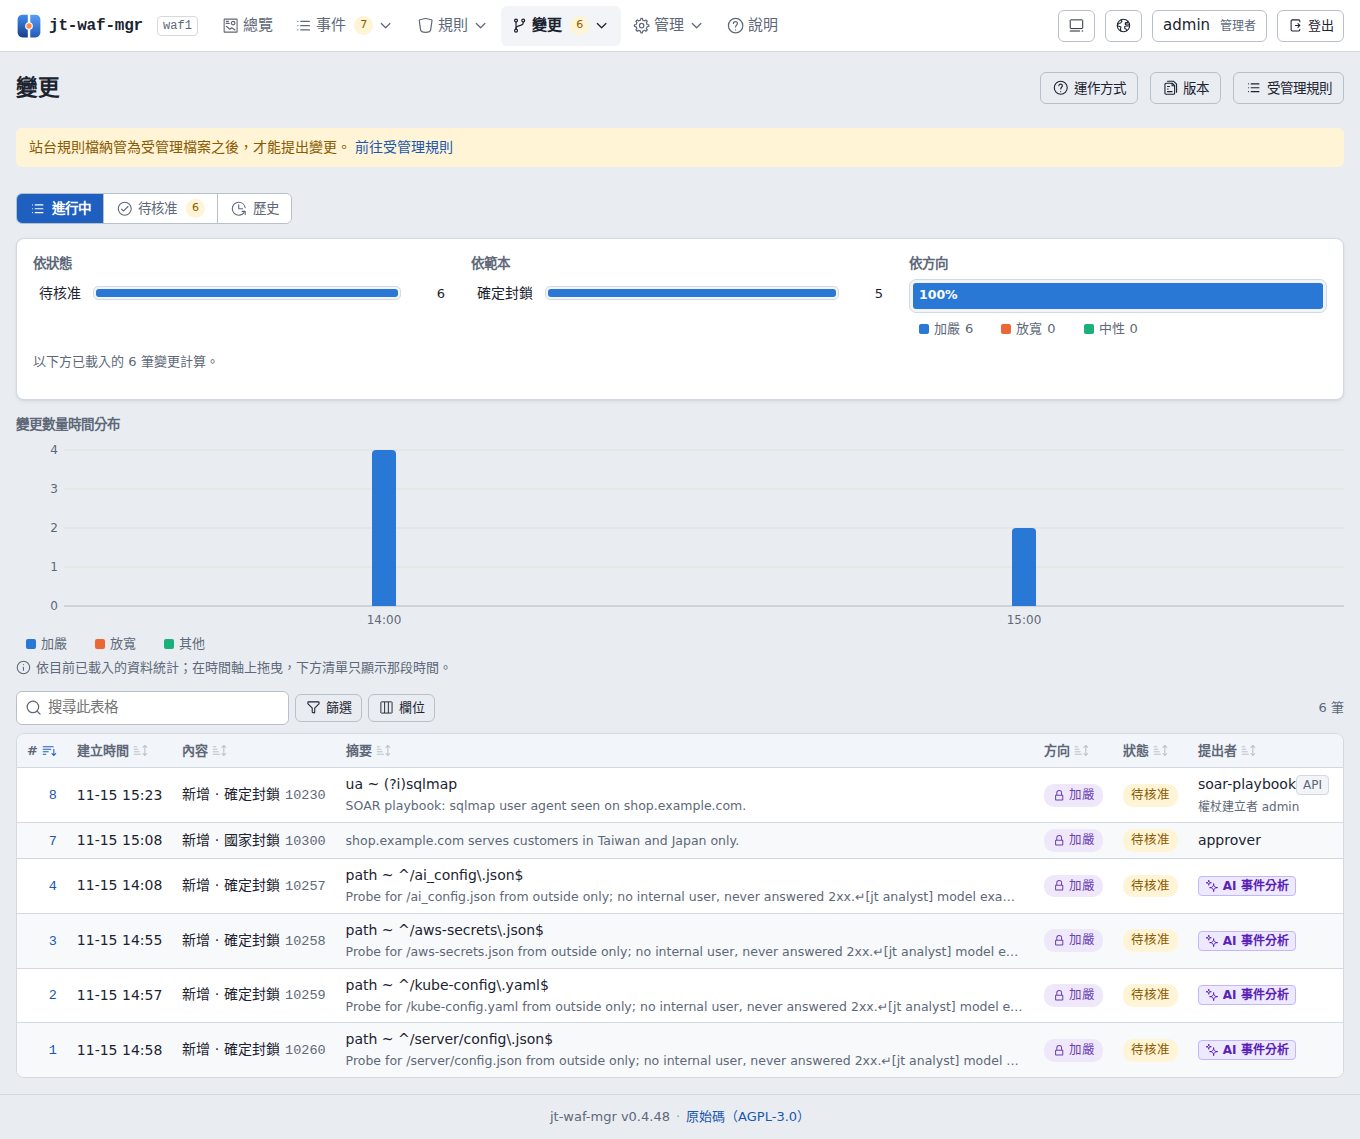 jt-waf-mgr waf1 總覽 事件 7 規則 變更 6 管理 說明 admin 管理者 登出
變更 運作方式 版本 受管理規則
站台規則檔納管為受管理檔案之後，才能提出變更。 前往受管理規則
進行中 待核准 6 歷史
依狀態 依範本 依方向
待核准 6 確定封鎖 5 100%
加嚴 6 放寬 0 中性 0
以下方已載入的 6 筆變更計算。
變更數量時間分布
4
3
2
1
0
14:00 15:00
加嚴 放寬 其他
依目前已載入的資料統計；在時間軸上拖曳，下方清單只顯示那段時間。
搜尋此表格 篩選 欄位 6 筆
# 建立時間 內容 摘要 方向 狀態 提出者
8 11-15 15:23 新增 · 確定封鎖 10230 ua ~ (?i)sqlmap 加嚴 待核准 soar-playbook API
SOAR playbook: sqlmap user agent seen on shop.example.com. 權杖建立者 admin
7 11-15 15:08 新增 · 國家封鎖 10300 shop.example.com serves customers in Taiwan and Japan only. 加嚴 待核准 approver
4 11-15 14:08 新增 · 確定封鎖 10257 path ~ ^/ai_config\.json$ 加嚴 待核准 AI 事件分析
Probe for /ai_config.json from outside only; no internal user, never answered 2xx.↵[jt analyst] model exa…
3 11-15 14:55 新增 · 確定封鎖 10258 path ~ ^/aws-secrets\.json$ 加嚴 待核准 AI 事件分析
Probe for /aws-secrets.json from outside only; no internal user, never answered 2xx.↵[jt analyst] model e…
2 11-15 14:57 新增 · 確定封鎖 10259 path ~ ^/kube-config\.yaml$ 加嚴 待核准 AI 事件分析
Probe for /kube-config.yaml from outside only; no internal user, never answered 2xx.↵[jt analyst] model e…
1 11-15 14:58 新增 · 確定封鎖 10260 path ~ ^/server/config\.json$ 加嚴 待核准 AI 事件分析
Probe for /server/config.json from outside only; no internal user, never answered 2xx.↵[jt analyst] model …
jt-waf-mgr v0.4.48 · 原始碼（AGPL-3.0）